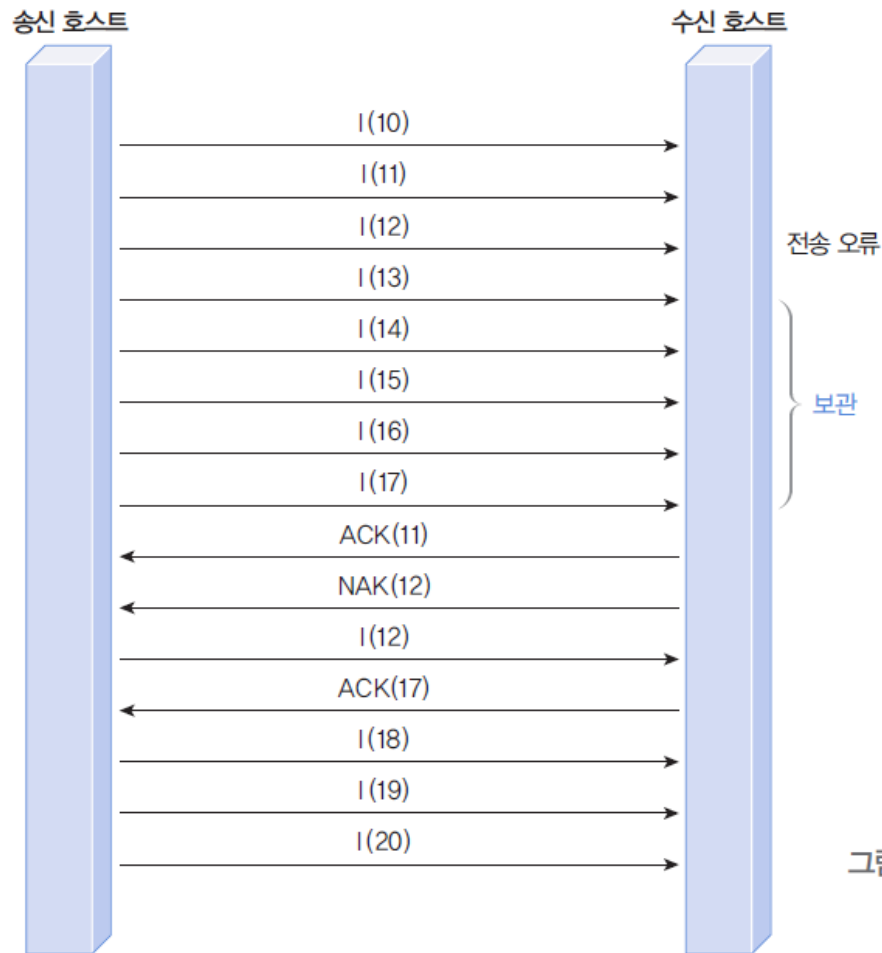 송신 호스트
수신 호스트
I(10)
I(11)
I(12)
전송 오류
I(13)
I(14)
I(15)
보관
I(16)
I(17)
ACK(11)
NAK(12)
I(12)
ACK(17)
I(18)
I(19)
I(20)